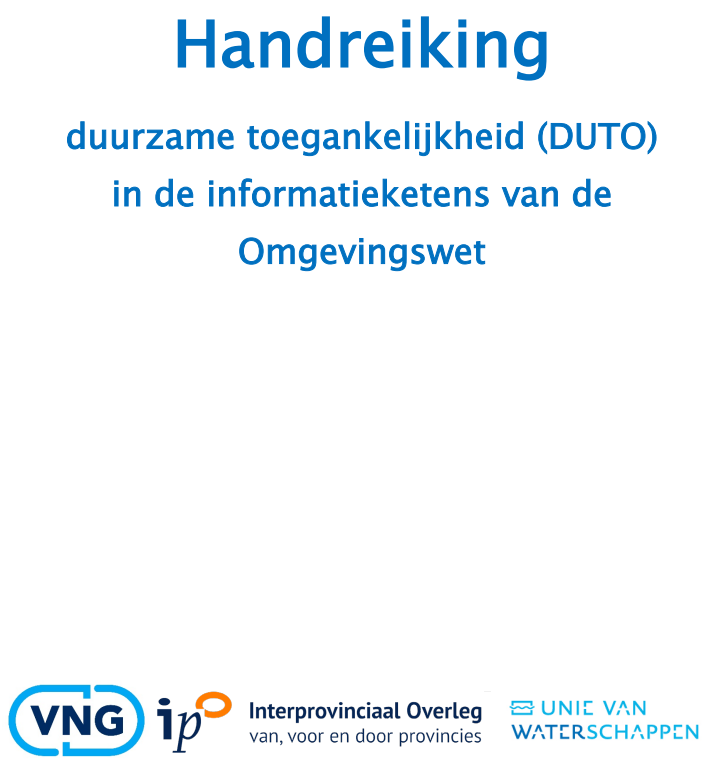 Handreiking
duurzame toegankelijkheid (DUTO)
in de informatieketens van de
Omgevingswet
VNG
ipo
Interprovinciaal Overleg
van, voor en door provincies
UNIE VAN
WATERSCHAPPEN